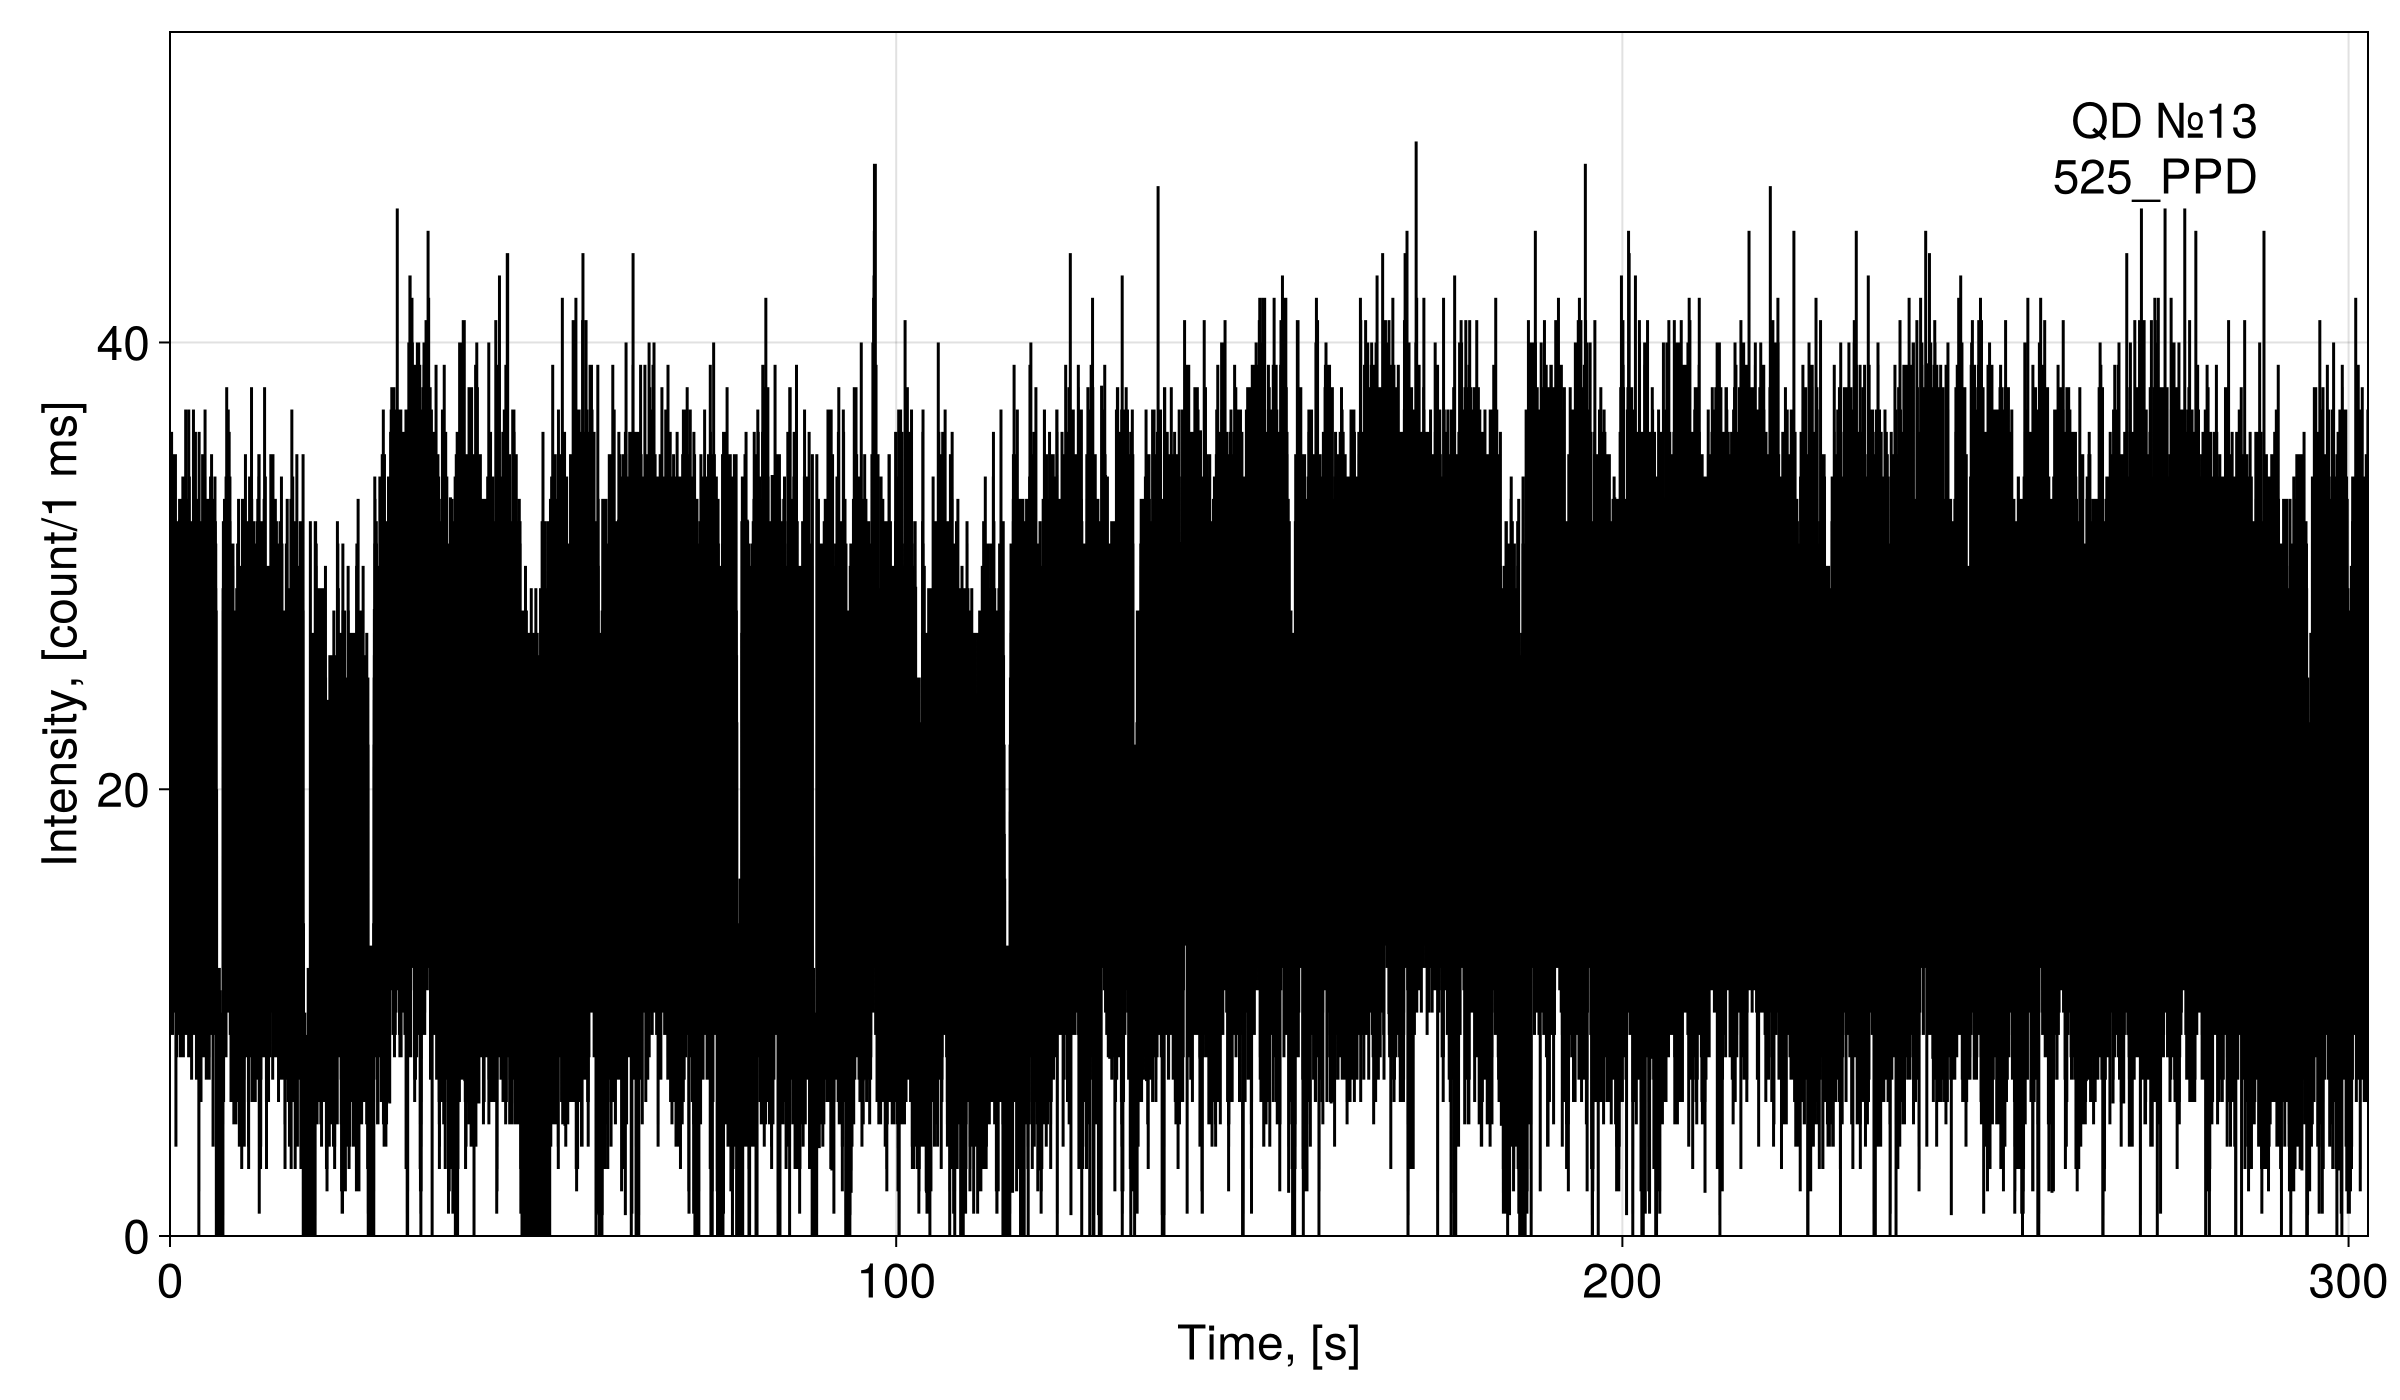 QD №13
525_PPD
Intensity, [count/1 ms]
40
20
0
0 100 200 300
Time, [s]